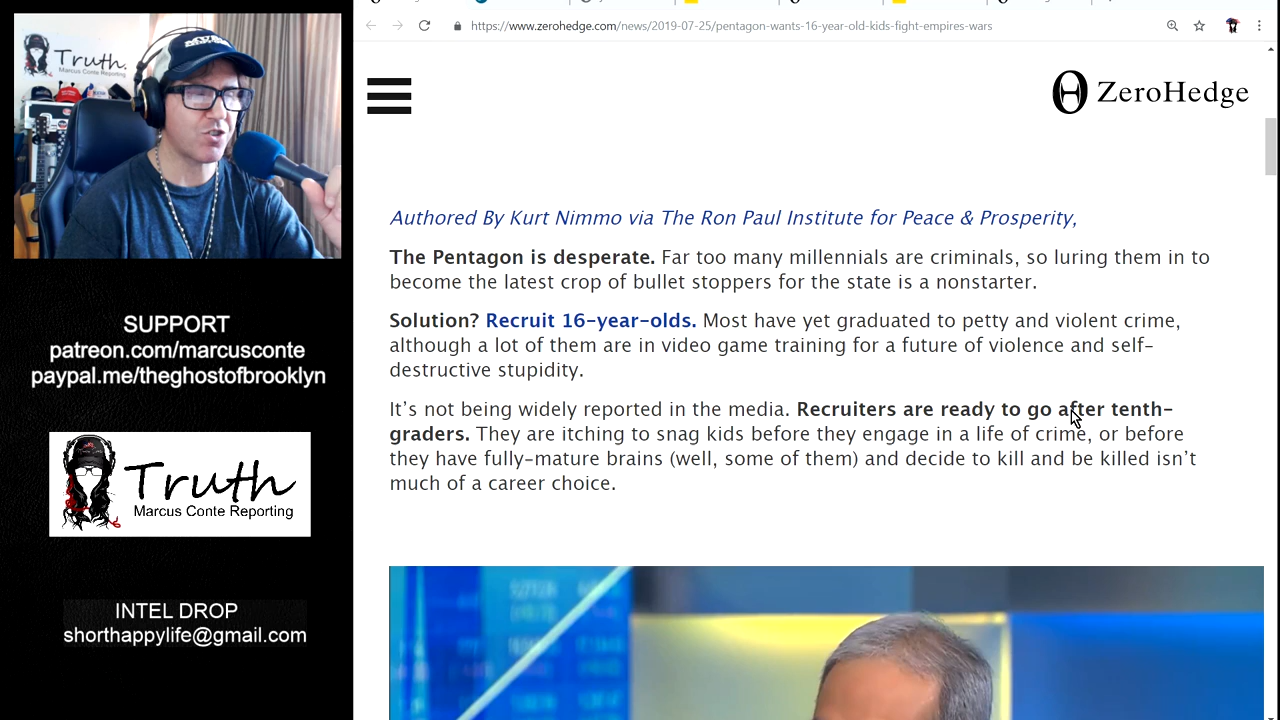 https://www.zerohedge.com/news/2019-07-25/pentagon-wants-16-year-old-kids-fight-empires-wars
Truth.
Marcus Conte Reporting
ZeroHedge
Authored By Kurt Nimmo via The Ron Paul Institute for Peace & Prosperity,
The Pentagon is desperate. Far too many millennials are criminals, so luring them in to
become the latest crop of bullet stoppers for the state is a nonstarter.
Solution? Recruit 16-year-olds. Most have yet graduated to petty and violent crime,
although a lot of them are in video game training for a future of violence and self-
destructive stupidity.
It's not being widely reported in the media. Recruiters are ready to go after tenth-
graders. They are itching to snag kids before they engage in a life of crime, or before
they have fully-mature brains (well, some of them) and decide to kill and be killed isn't
much of a career choice.
SUPPORT
patreon.com/marcusconte
paypal.me/theghostofbrooklyn
Truth
Marcus Conte Reporting
INTEL DROP
shorthappylife@gmail.com